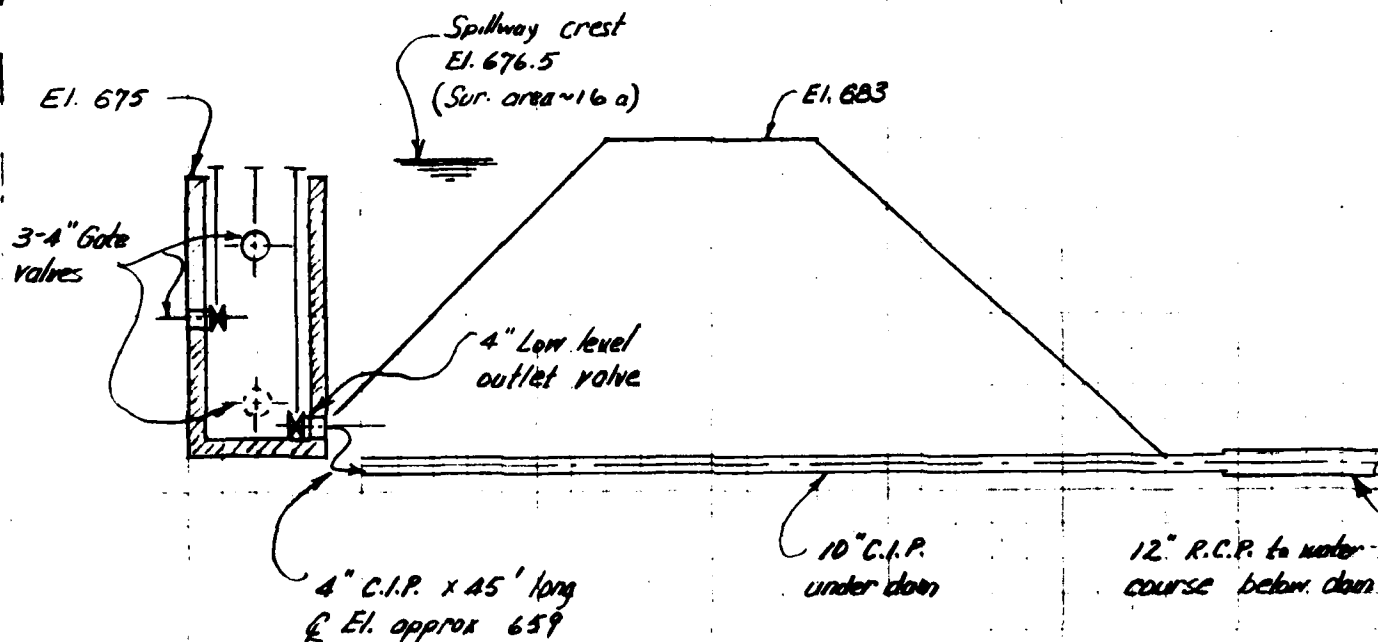 Spillway crest
El. 676.5
(Sur. area ~ 16 a)
El. 675
El. 683
3-4" Gate
valves
4" Low level
outlet valve
4" C.I.P. x 45' long
℄ El. approx 659
10" C.I.P.
under dam
12" R.C.P. to water-
course below dam